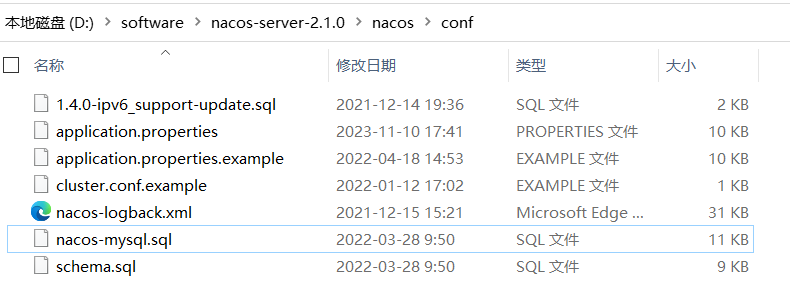 本地磁盘 (D:) > software > nacos-server-2.1.0 > nacos > conf
名称 修改日期 类型 大小
1.4.0-ipv6_support-update.sql 2021-12-14 19:36 SQL 文件 2 KB
application.properties 2023-11-10 17:41 PROPERTIES 文件 10 KB
application.properties.example 2022-04-18 14:53 EXAMPLE 文件 10 KB
cluster.conf.example 2022-01-12 17:02 EXAMPLE 文件 1 KB
nacos-logback.xml 2021-12-15 15:21 Microsoft Edge ... 31 KB
nacos-mysql.sql 2022-03-28 9:50 SQL 文件 11 KB
schema.sql 2022-03-28 9:50 SQL 文件 9 KB